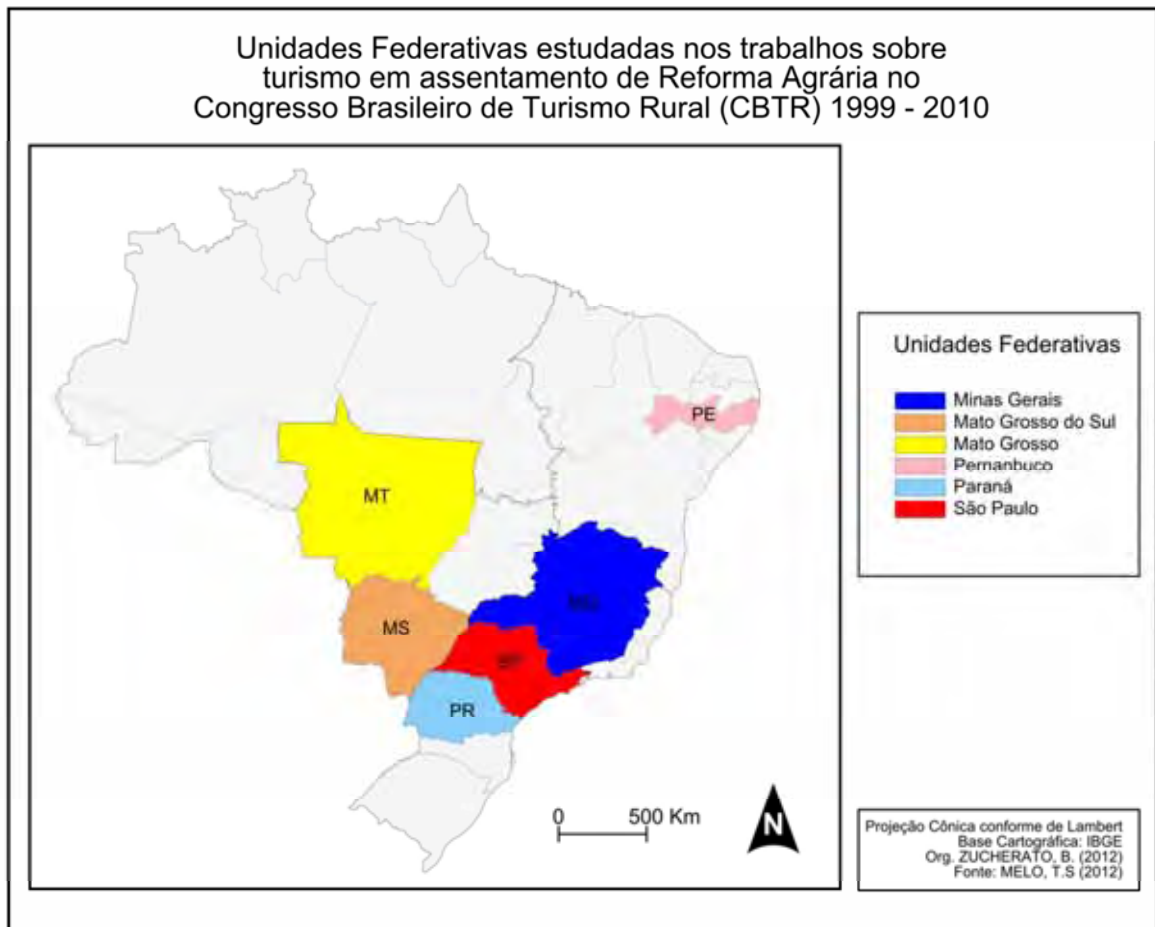 Unidades Federativas estudadas nos trabalhos sobre
turismo em assentamento de Reforma Agrária no
Congresso Brasileiro de Turismo Rural (CBTR) 1999 - 2010
PE
MT
MG
MS
SP
PR
0 500 Km
N
Unidades Federativas
Minas Gerais
Mato Grosso do Sul
Mato Grosso
Pernanbuco
Paraná
São Paulo
Projeção Cônica conforme de Lambert
Base Cartográfica: IBGE
Org. ZUCHERATO, B. (2012)
Fonte: MELO, T.S (2012)